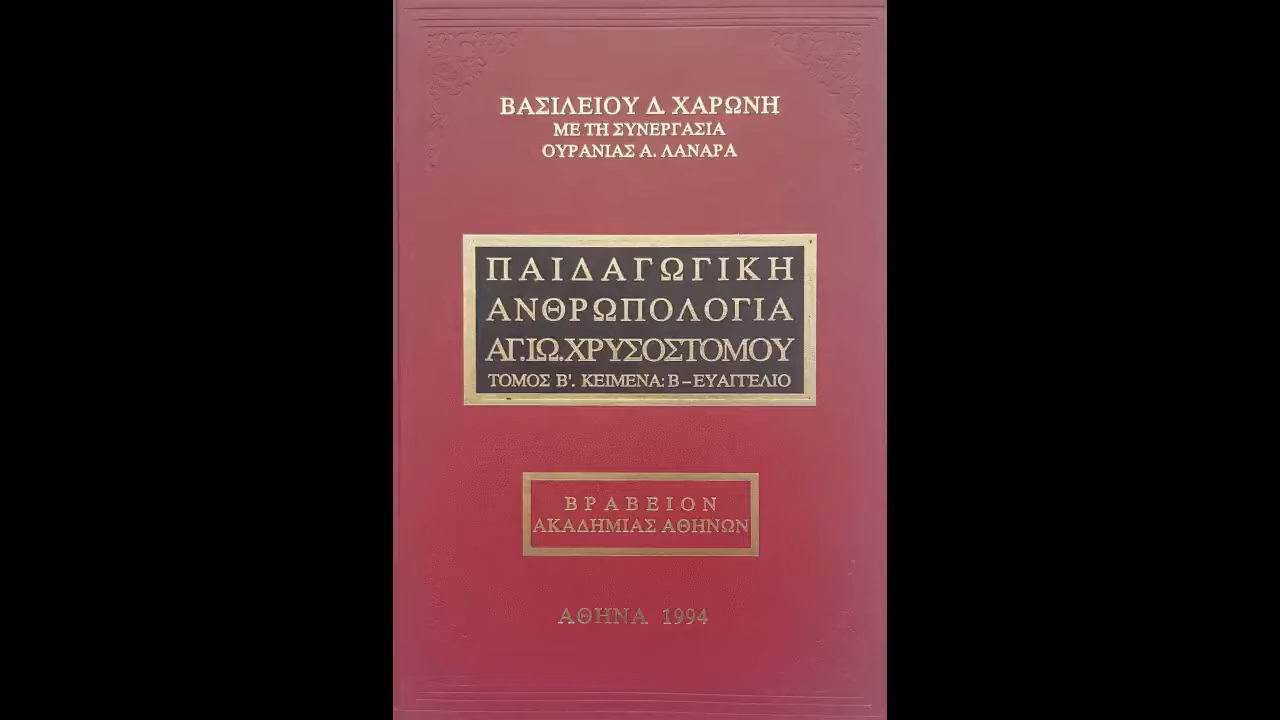 ΒΑΣΙΛΕΙΟΥ Δ. ΧΑΡΩΝΗ
ΜΕ ΤΗ ΣΥΝΕΡΓΑΣΙΑ
ΟΥΡΑΝΙΑΣ Α. ΛΑΝΑΡΑ
ΠΑΙΔΑΓΩΓΙΚΗ
ΑΝΘΡΩΠΟΛΟΓΙΑ
ΑΓ.ΙΩ.ΧΡΥΣΟΣΤΟΜΟΥ
ΤΟΜΟΣ Β'. ΚΕΙΜΕΝΑ: Β – ΕΥΑΓΓΕΛΙΟ
ΒΡΑΒΕΙΟΝ
ΑΚΑΔΗΜΙΑΣ ΑΘΗΝΩΝ
ΑΘΗΝΑ 1994